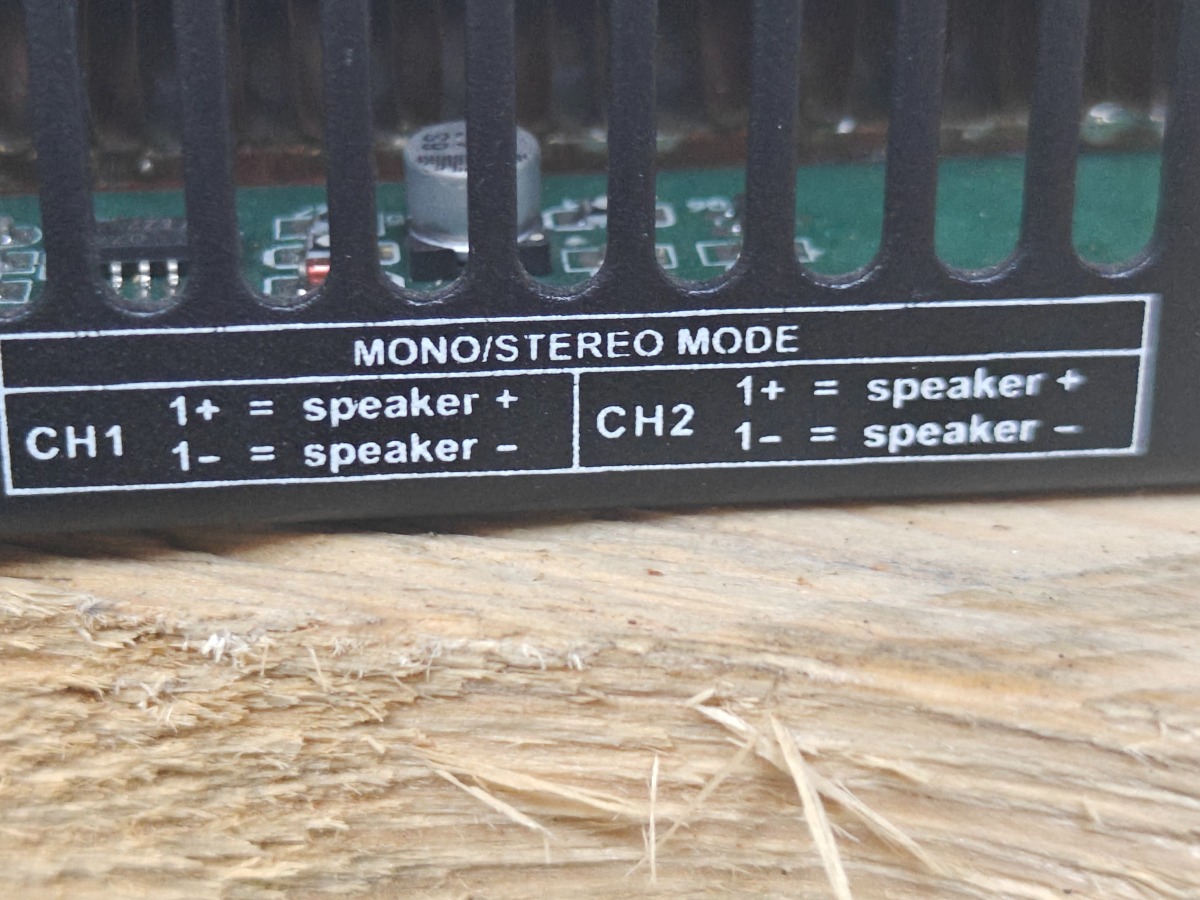 MONO/STEREO MODE
CH1
1+ = speaker +
1- = speaker -
CH2
1+ = speaker +
1- = speaker -